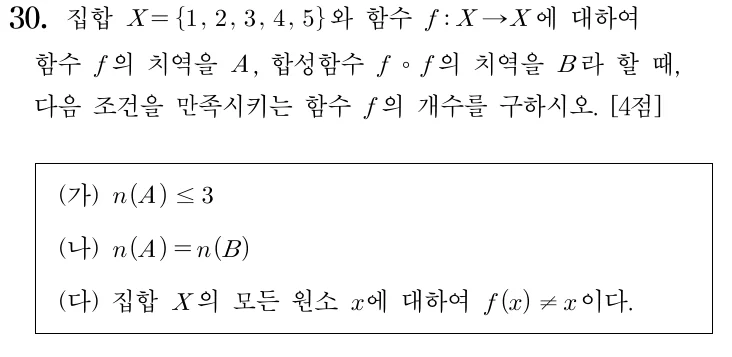 30. 집합 X={1, 2, 3, 4, 5}와 함수 f : X→X에 대하여
함수 f의 치역을 A, 합성함수 f∘f의 치역을 B라 할 때,
다음 조건을 만족시키는 함수 f의 개수를 구하시오. [4점]
(가) n(A) ≤ 3
(나) n(A) = n(B)
(다) 집합 X의 모든 원소 x에 대하여 f(x) ≠ x이다.